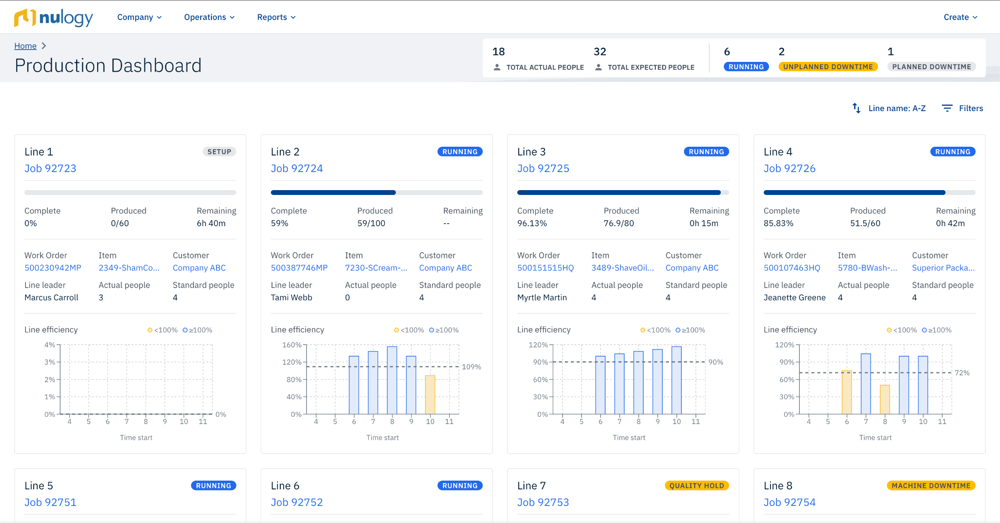 nulogy Company Operations Reports Create
Home
Production Dashboard
18 32 6 2 1
TOTAL ACTUAL PEOPLE TOTAL EXPECTED PEOPLE RUNNING UNPLANNED DOWNTIME PLANNED DOWNTIME
Line name: A-Z Filters
Line 1 SETUP
Job 92723
Complete Produced Remaining
0% 0/60 6h 40m
Work Order Item Customer
500230942MP 2349-ShamCo... Company ABC
Line leader Actual people Standard people
Marcus Carroll 3 4
Line efficiency <100% ≥100%
4%
3%
2%
1%
0% 0%
4 5 6 7 8 9 10 11
Time start
Line 2 RUNNING
Job 92724
Complete Produced Remaining
59% 59/100 --
Work Order Item Customer
500387746MP 7230-SCream-... Company ABC
Line leader Actual people Standard people
Tami Webb 0 4
Line efficiency <100% ≥100%
160%
120%
109%
80%
40%
0%
4 5 6 7 8 9 10 11
Time start
Line 3 RUNNING
Job 92725
Complete Produced Remaining
96.13% 76.9/80 0h 15m
Work Order Item Customer
500151515HQ 3489-ShaveOil... Company ABC
Line leader Actual people Standard people
Myrtle Martin 4 4
Line efficiency <100% ≥100%
120%
90% 90%
60%
30%
0%
4 5 6 7 8 9 10 11
Time start
Line 4 RUNNING
Job 92726
Complete Produced Remaining
85.83% 51.5/60 0h 42m
Work Order Item Customer
500107463HQ 5780-BWash-... Superior Packa...
Line leader Actual people Standard people
Jeanette Greene 4 4
Line efficiency <100% ≥100%
120%
90%
72%
60%
30%
0%
4 5 6 7 8 9 10 11
Time start
Line 5 RUNNING
Job 92751
Line 6 RUNNING
Job 92752
Line 7 QUALITY HOLD
Job 92753
Line 8 MACHINE DOWNTIME
Job 92754